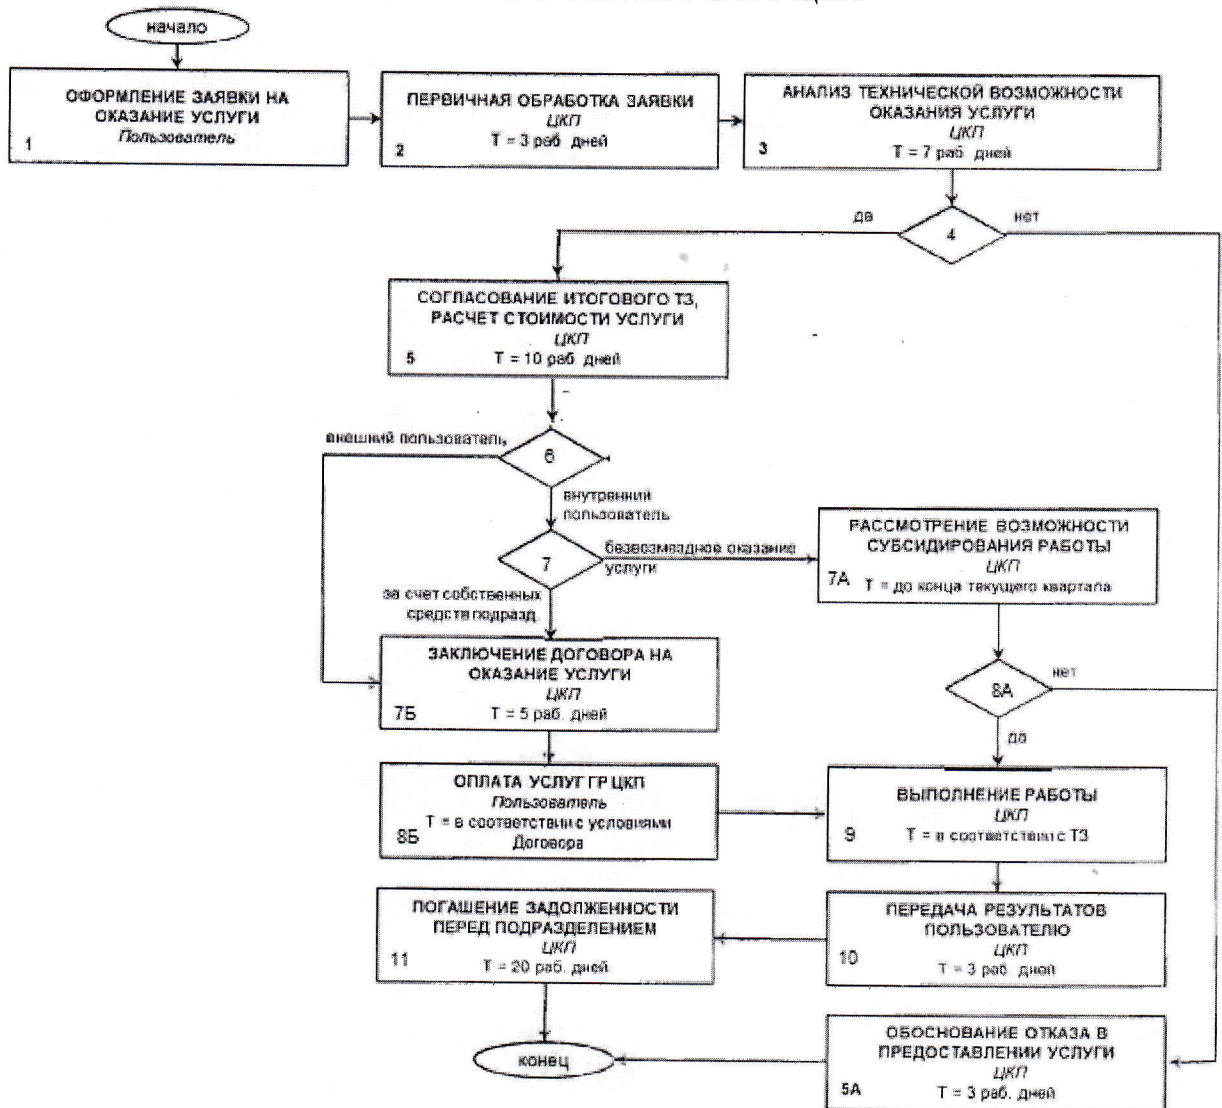 начало
ОФОРМЛЕНИЕ ЗАЯВКИ НА
ОКАЗАНИЕ УСЛУГИ
Пользователь
1
ПЕРВИЧНАЯ ОБРАБОТКА ЗАЯВКИ
ЦКП
Т = 3 раб. дней
2
АНАЛИЗ ТЕХНИЧЕСКОЙ ВОЗМОЖНОСТИ
ОКАЗАНИЯ УСЛУГИ
ЦКП
Т = 7 раб. дней
3
да
4
нет
СОГЛАСОВАНИЕ ИТОГОВОГО ТЗ,
РАСЧЕТ СТОИМОСТИ УСЛУГИ
ЦКП
Т = 10 раб. дней
5
внешний пользователь
6
внутренний
пользователь
7
безвозмездное оказание
услуги
РАССМОТРЕНИЕ ВОЗМОЖНОСТИ
СУБСИДИРОВАНИЯ РАБОТЫ
ЦКП
7А Т = до конца текущего квартала
за счет собственных
средств подразд.
ЗАКЛЮЧЕНИЕ ДОГОВОРА НА
ОКАЗАНИЕ УСЛУГИ
ЦКП
Т = 5 раб. дней
7Б
8А
нет
да
ОПЛАТА УСЛУГ ГР ЦКП
Пользователь
Т = в соответствии с условиями
Договора
8Б
ВЫПОЛНЕНИЕ РАБОТЫ
ЦКП
Т = в соответствии с ТЗ
9
ПОГАШЕНИЕ ЗАДОЛЖЕННОСТИ
ПЕРЕД ПОДРАЗДЕЛЕНИЕМ
ЦКП
Т = 20 раб. дней
11
ПЕРЕДАЧА РЕЗУЛЬТАТОВ
ПОЛЬЗОВАТЕЛЮ
ЦКП
Т = 3 раб. дней
10
конец
ОБОСНОВАНИЕ ОТКАЗА В
ПРЕДОСТАВЛЕНИИ УСЛУГИ
ЦКП
Т = 3 раб. дней
5А